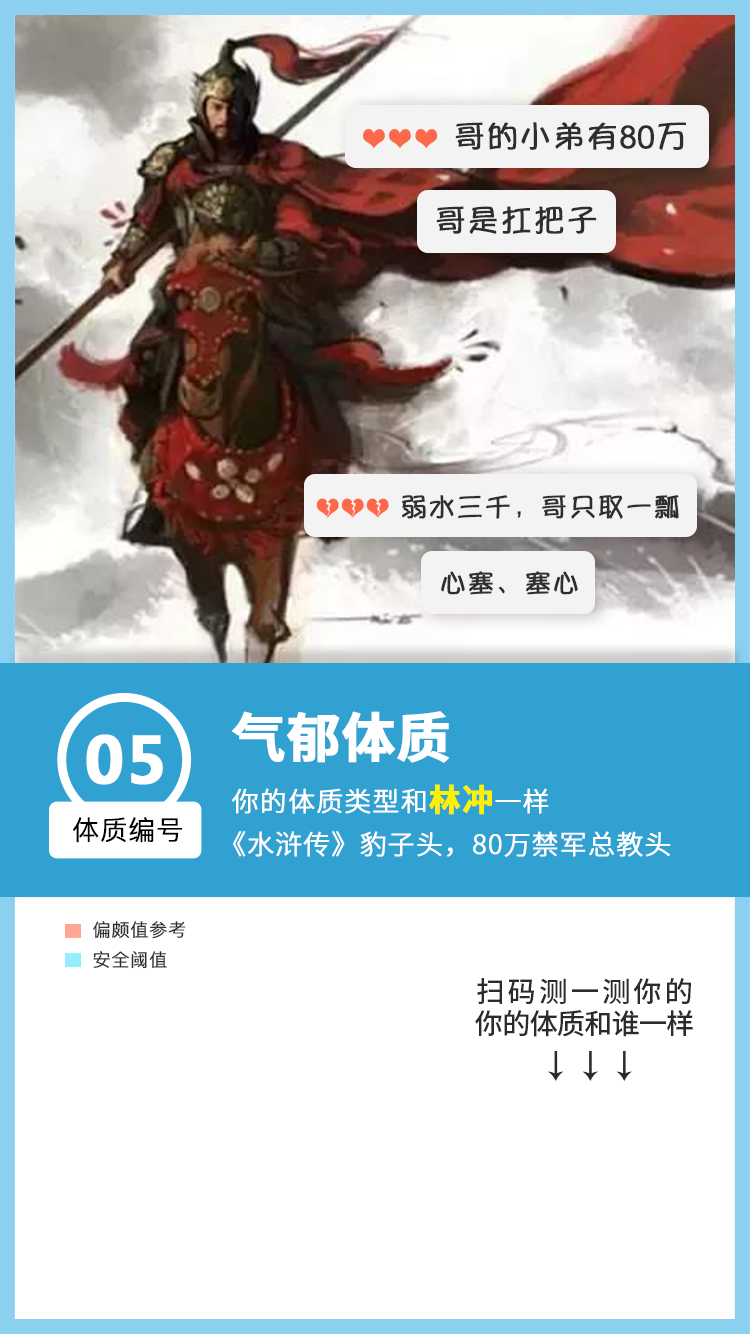 哥的小弟有80万
哥是扛把子
弱水三千，哥只取一瓢
心塞、塞心
05
体质编号
气郁体质
你的体质类型和林冲一样
《水浒传》豹子头，80万禁军总教头
偏颇值参考
安全阈值
扫码测一测你的
你的体质和谁一样
↓ ↓ ↓